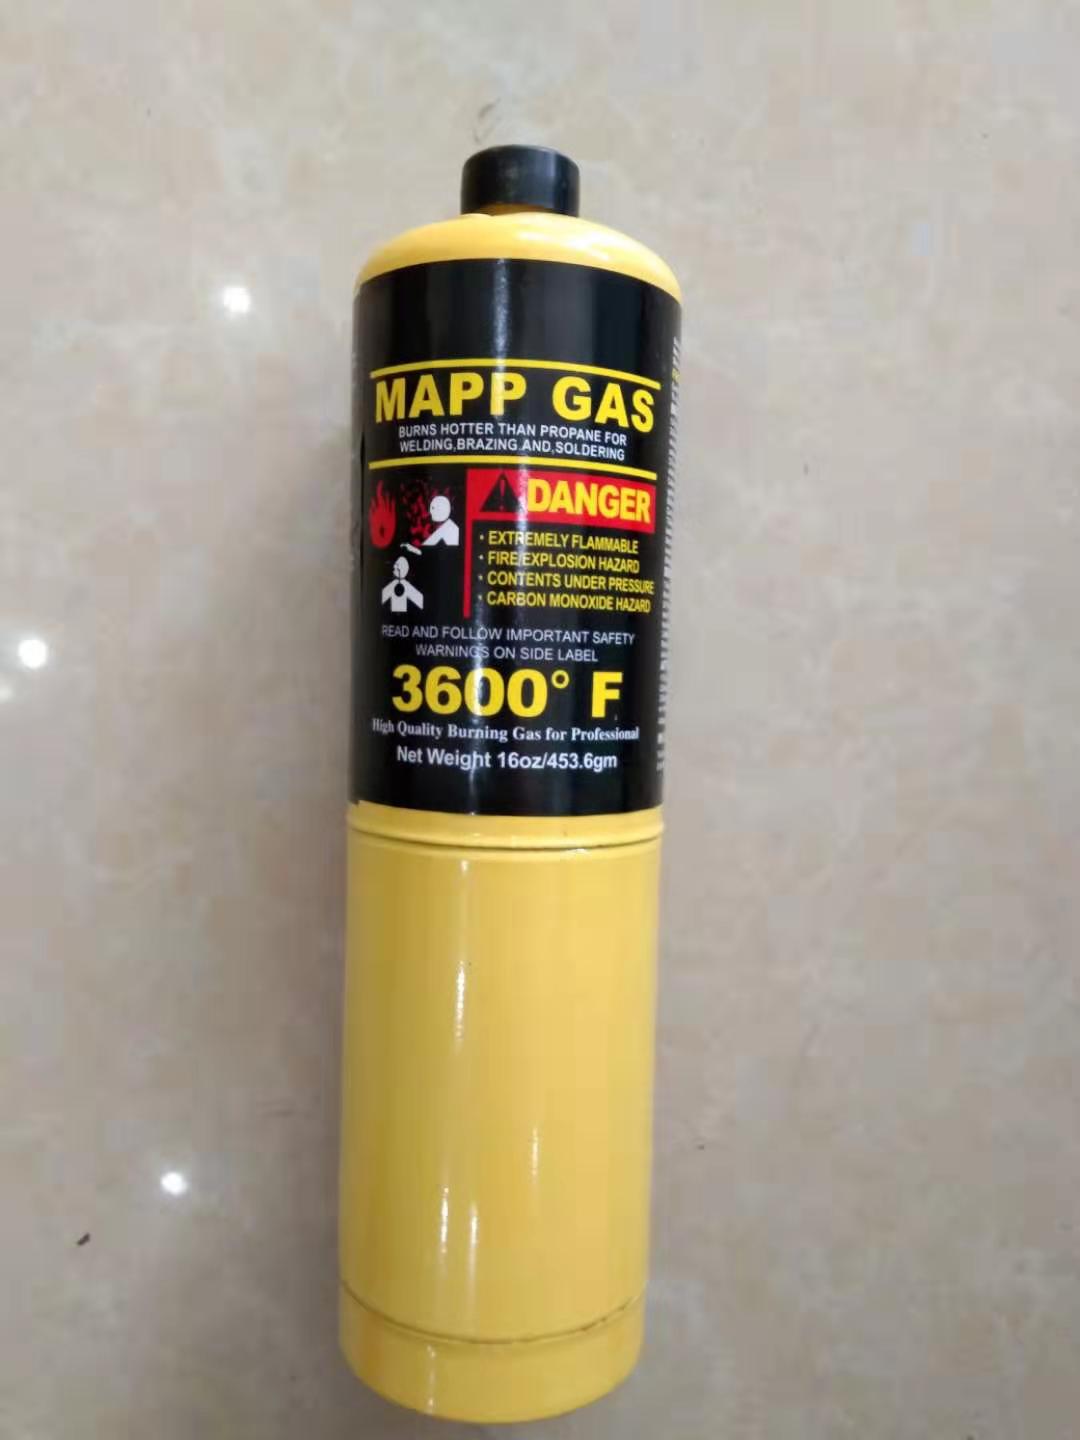 MAPP GAS
BURNS HOTTER THAN PROPANE FOR
WELDING,BRAZING.AND,SOLDERING
DANGER
• EXTREMELY FLAMMABLE
• FIRE/EXPLOSION HAZARD
• CONTENTS UNDER PRESSURE
• CARBON MONOXIDE HAZARD
READ AND FOLLOW IMPORTANT SAFETY
WARNINGS ON SIDE LABEL
3600° F
High Quality Burning Gas for Professional
Net Weight 16oz/453.6gm